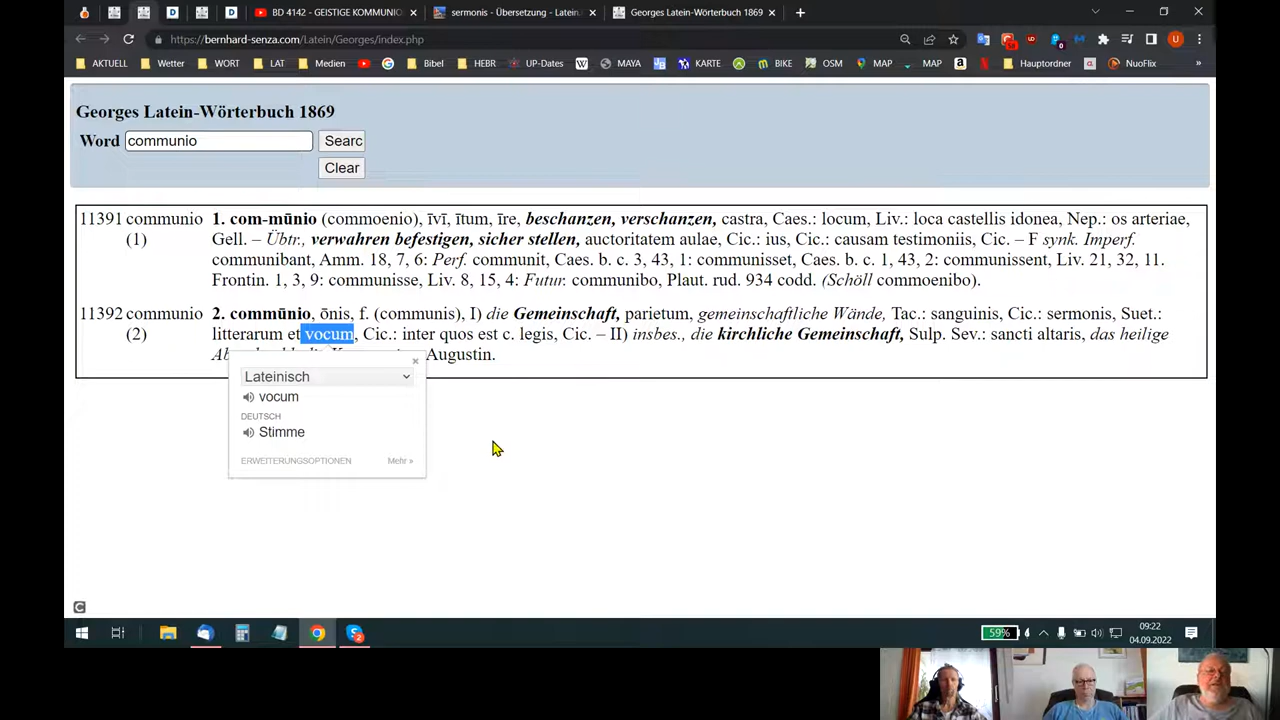 BD 4142 - GEISTIGE KOMMUNIO
sermonis - Übersetzung - Latein.
Georges Latein-Wörterbuch 1869
https://bernhard-senza.com/Latein/Georges/index.php
AKTUELL
Wetter
WORT
LAT
Medien
Bibel
HEBR
UP-Dates
MAYA
KARTE
BIKE
OSM
MAP
MAP
Hauptordner
NuoFlix
Georges Latein-Wörterbuch 1869
Word communio Searc
Clear
11391 communio 1. com-mūnio (commoenio), īvī, ītum, īre, beschanzen, verschanzen, castra, Caes.: locum, Liv.: loca castellis idonea, Nep.: os arteriae,
(1) Gell. – Übtr., verwahren befestigen, sicher stellen, auctoritatem aulae, Cic.: ius, Cic.: causam testimoniis, Cic. – F synk. Imperf.
communibant, Amm. 18, 7, 6: Perf. communit, Caes. b. c. 3, 43, 1: communisset, Caes. b. c. 1, 43, 2: communissent, Liv. 21, 32, 11.
Frontin. 1, 3, 9: communisse, Liv. 8, 15, 4: Futur. communibo, Plaut. rud. 934 codd. (Schöll commoenibo).
11392 communio 2. commūnio, ōnis, f. (communis), I) die Gemeinschaft, parietum, gemeinschaftliche Wände, Tac.: sanguinis, Cic.: sermonis, Suet.:
(2) litterarum et vocum, Cic.: inter quos est c. legis, Cic. – II) insbes., die kirchliche Gemeinschaft, Sulp. Sev.: sancti altaris, das heilige
Augustin.
Lateinisch
vocum
DEUTSCH
Stimme
ERWEITERUNGSOPTIONEN Mehr »
59%
09:22
04.09.2022